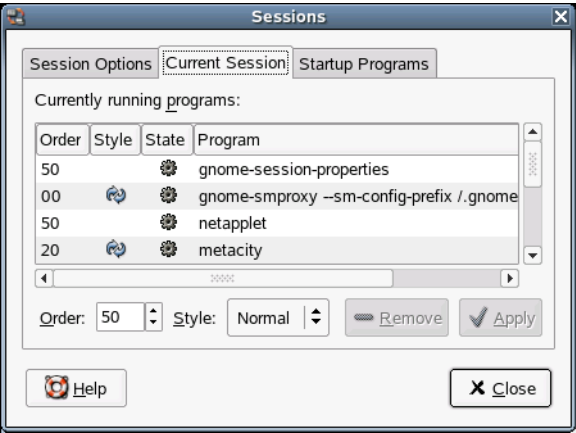 Sessions
Session Options Current Session Startup Programs
Currently running programs:
Order Style State Program
50 gnome-session-properties
00 gnome-smproxy --sm-config-prefix /.gnome
50 netapplet
20 metacity
Order: 50 Style: Normal Remove Apply
Help Close